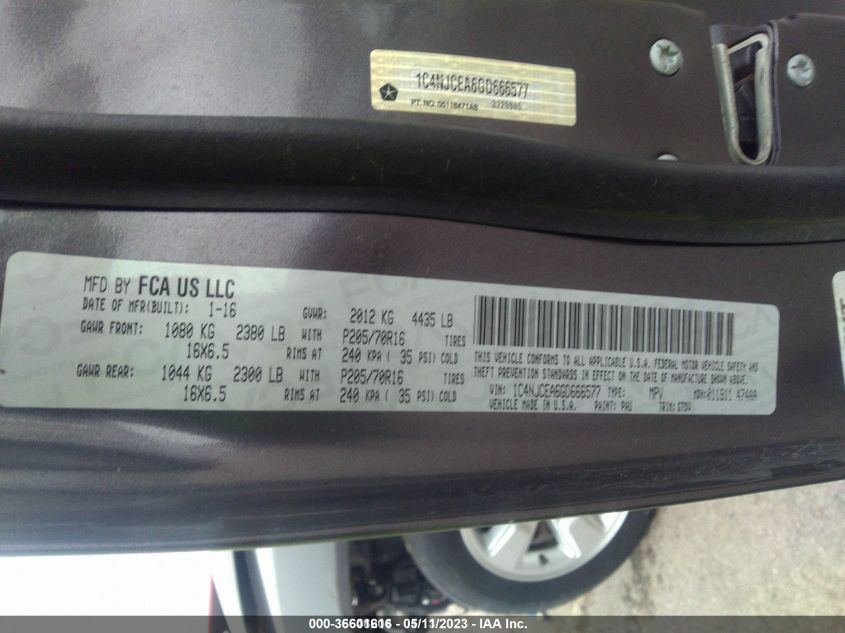 1C4NJCEA6GD666577
PT. NO. 05116471AB
MFD BY FCA US LLC
DATE OF MFR(BUILT): 1-16 GVWR: 2012 KG 4435 LB
GAWR FRONT: 1080 KG 2380 LB WITH P205/70R16 TIRES
16X6.5 RIMS AT 240 KPA ( 35 PSI) COLD
GAWR REAR: 1044 KG 2300 LB WITH P205/70R16 TIRES
16X6.5 RIMS AT 240 KPA ( 35 PSI) COLD
THIS VEHICLE CONFORMS TO ALL APPLICABLE U.S.A. FEDERAL MOTOR VEHICLE SAFETY AND
THEFT PREVENTION STANDARDS IN EFFECT ON THE DATE OF MANUFACTURE SHOWN ABOVE.
VIN: 1C4NJCEA6GD666577 TYPE: MPV MDH:
VEHICLE MADE IN U.S.A. PAINT: PAU TRIM:
000-36601616 - 05/11/2023 - IAA Inc.